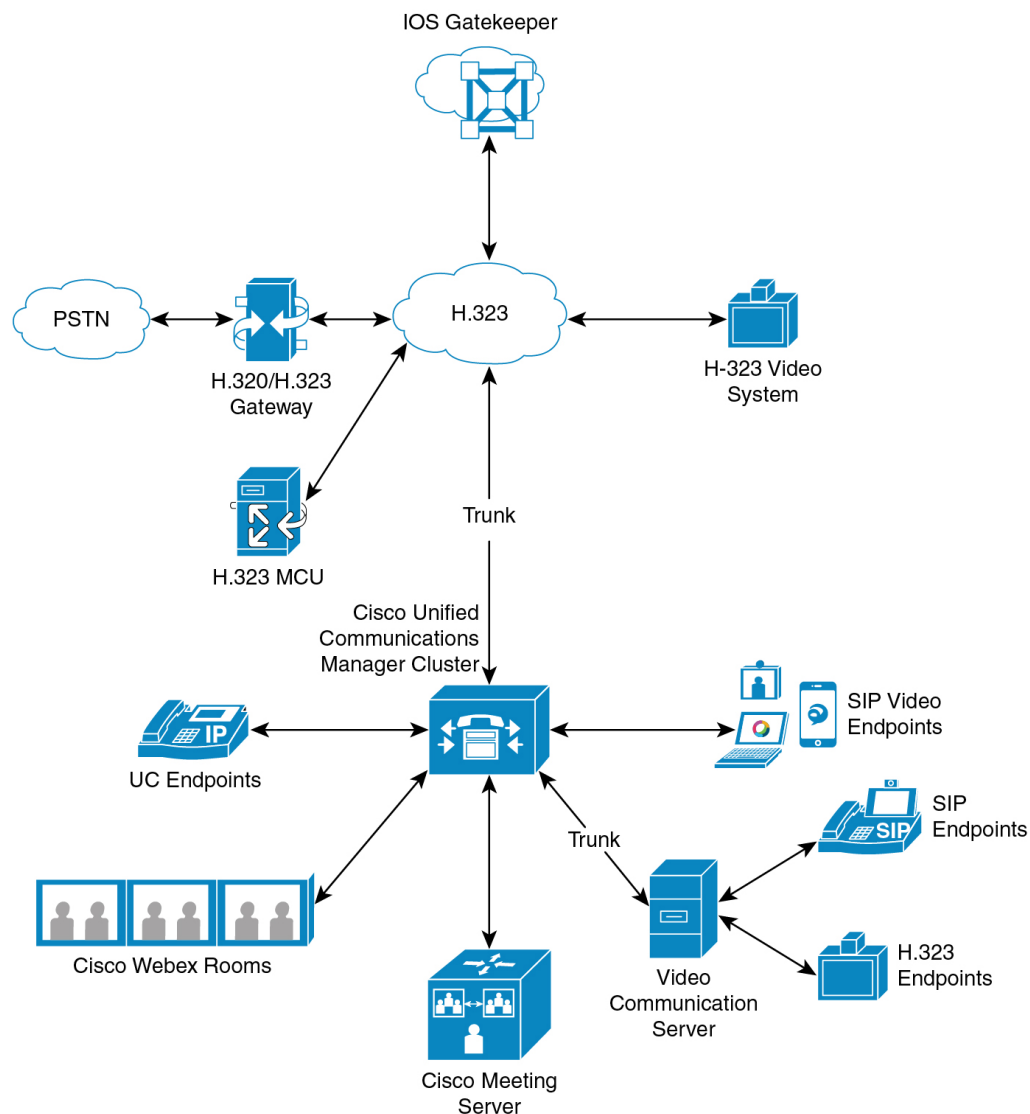 IOS Gatekeeper
PSTN
H.323
H.320/H.323
Gateway
H-323 Video
System
H.323 MCU
Trunk
Cisco Unified
Communications
Manager Cluster
IP
UC Endpoints
SIP Video
Endpoints
SIP
SIP
Endpoints
Trunk
Cisco Webex Rooms
Video
Communication
Server
H.323
Endpoints
Cisco Meeting
Server